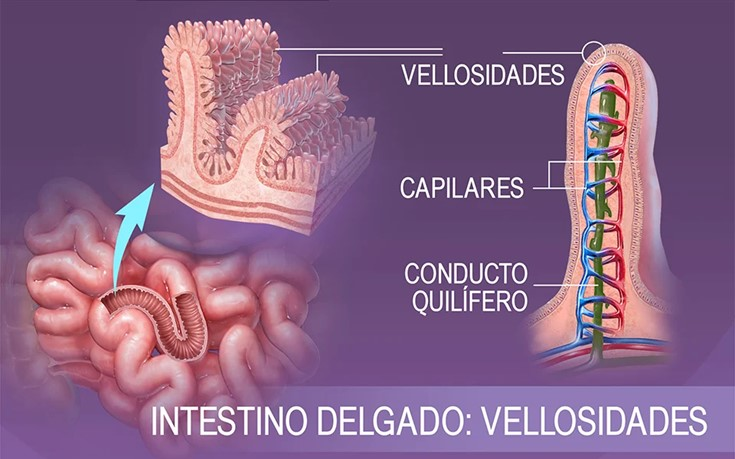 VELLOSIDADES
CAPILARES
CONDUCTO
QUILÍFERO
INTESTINO DELGADO: VELLOSIDADES